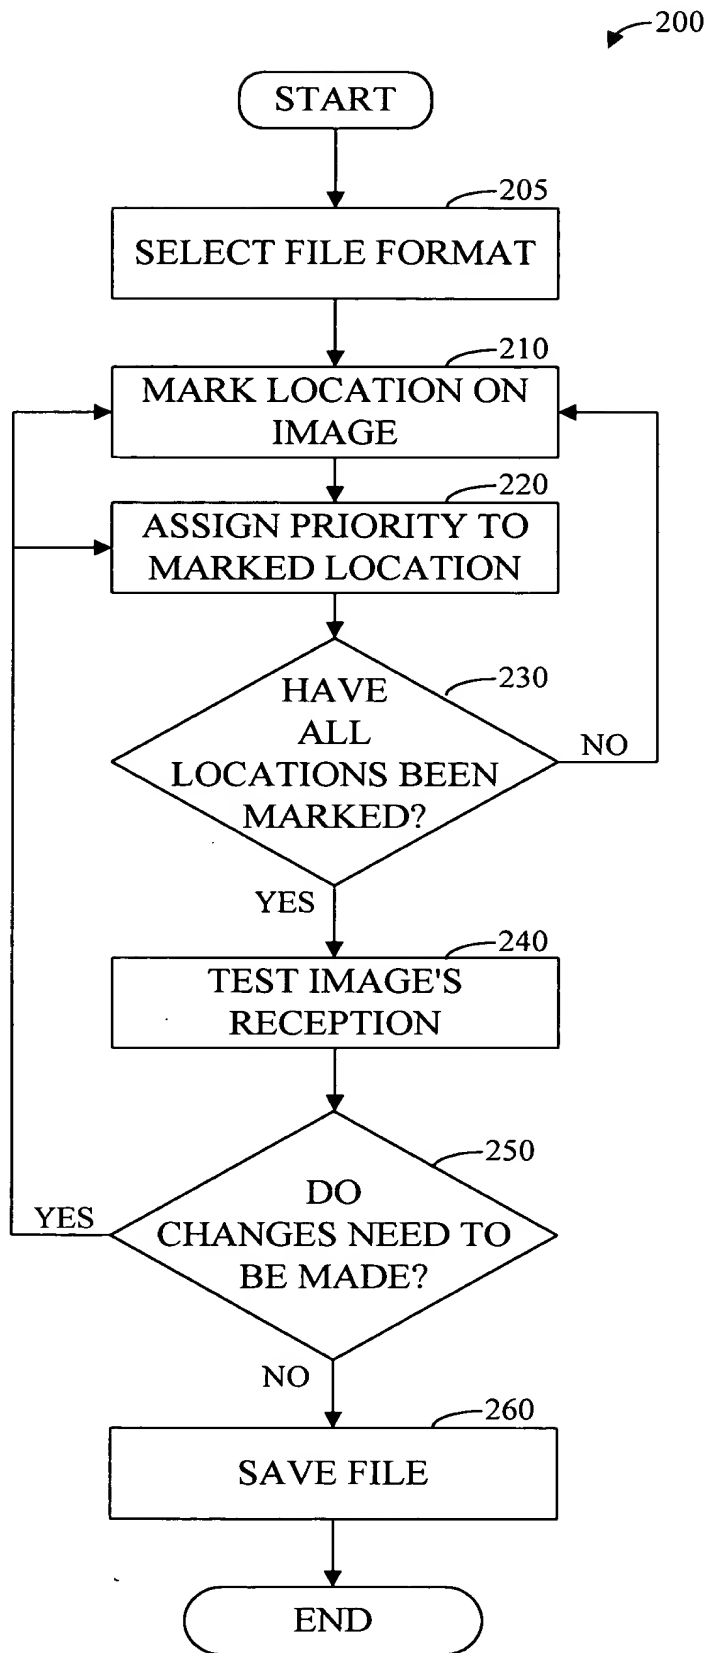 200
START
205
SELECT FILE FORMAT
210
MARK LOCATION ON
IMAGE
220
ASSIGN PRIORITY TO
MARKED LOCATION
230
HAVE
ALL
LOCATIONS BEEN
MARKED?
NO
YES
240
TEST IMAGE'S
RECEPTION
250
DO
CHANGES NEED TO
BE MADE?
YES
NO
260
SAVE FILE
END